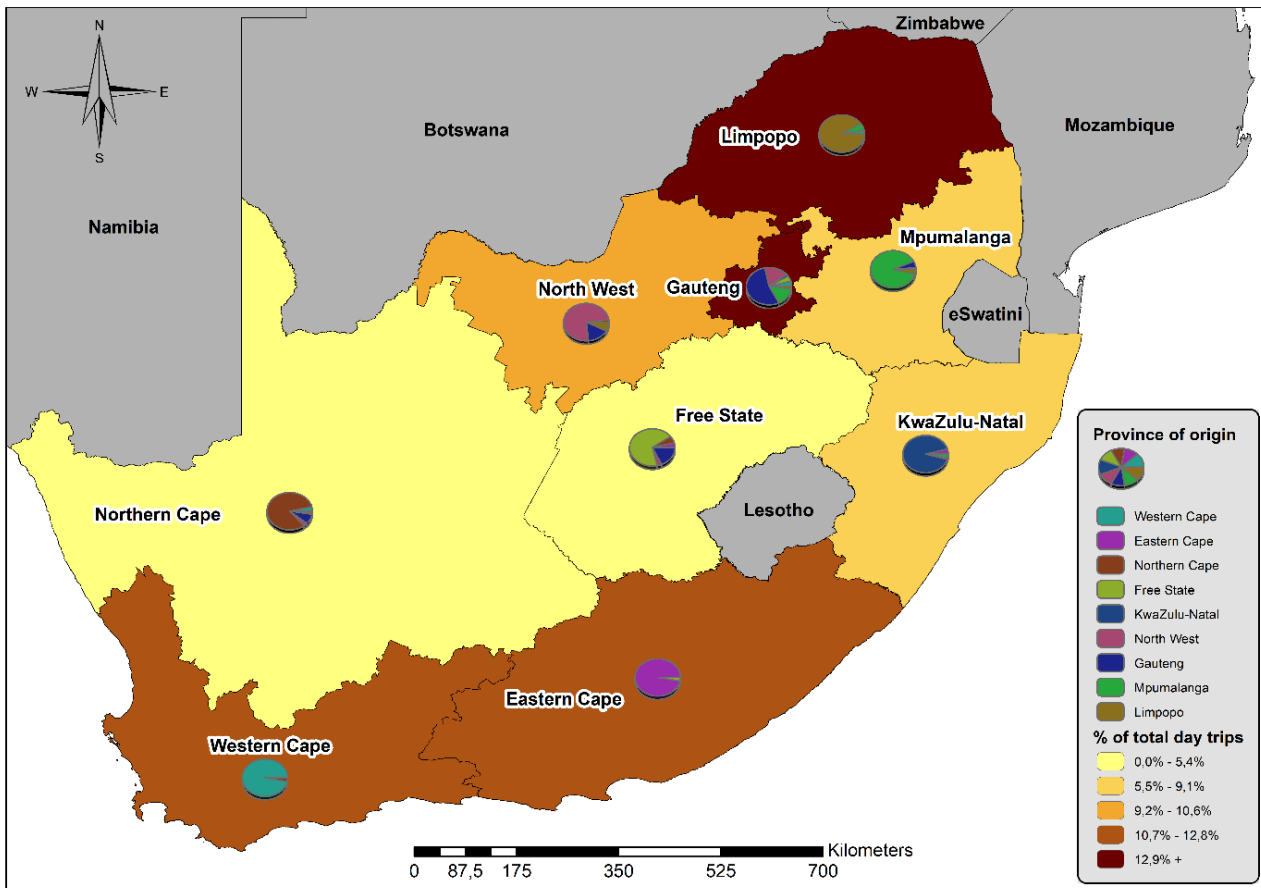 N
W
E
S
Zimbabwe
Botswana
Limpopo
Mozambique
Namibia
Mpumalanga
North West
Gauteng
eSwatini
Free State
KwaZulu-Natal
Northern Cape
Lesotho
Eastern Cape
Western Cape
Province of origin
Western Cape
Eastern Cape
Northern Cape
Free State
KwaZulu-Natal
North West
Gauteng
Mpumalanga
Limpopo
% of total day trips
0,0% - 5,4%
5,5% - 9,1%
9,2% - 10,6%
10,7% - 12,8%
12,9% +
Kilometers
0 87,5 175 350 525 700